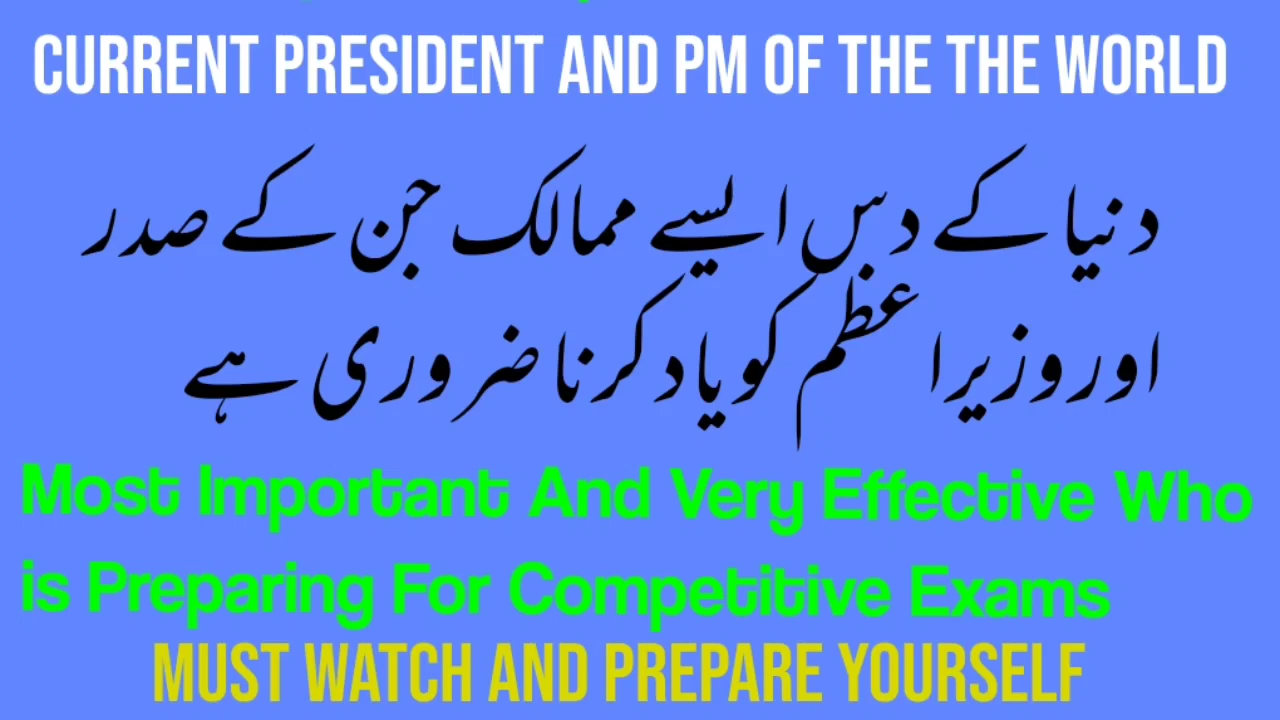 CURRENT PRESIDENT AND PM OF THE THE WORLD
دنیا کے دس ایسے ممالک جن کے صدر
اور وزیر اعظم کو یاد کرنا ضروری ہے
Most Important And Very Effective Who
is Preparing For Competitive Exams
MUST WATCH AND PREPARE YOURSELF